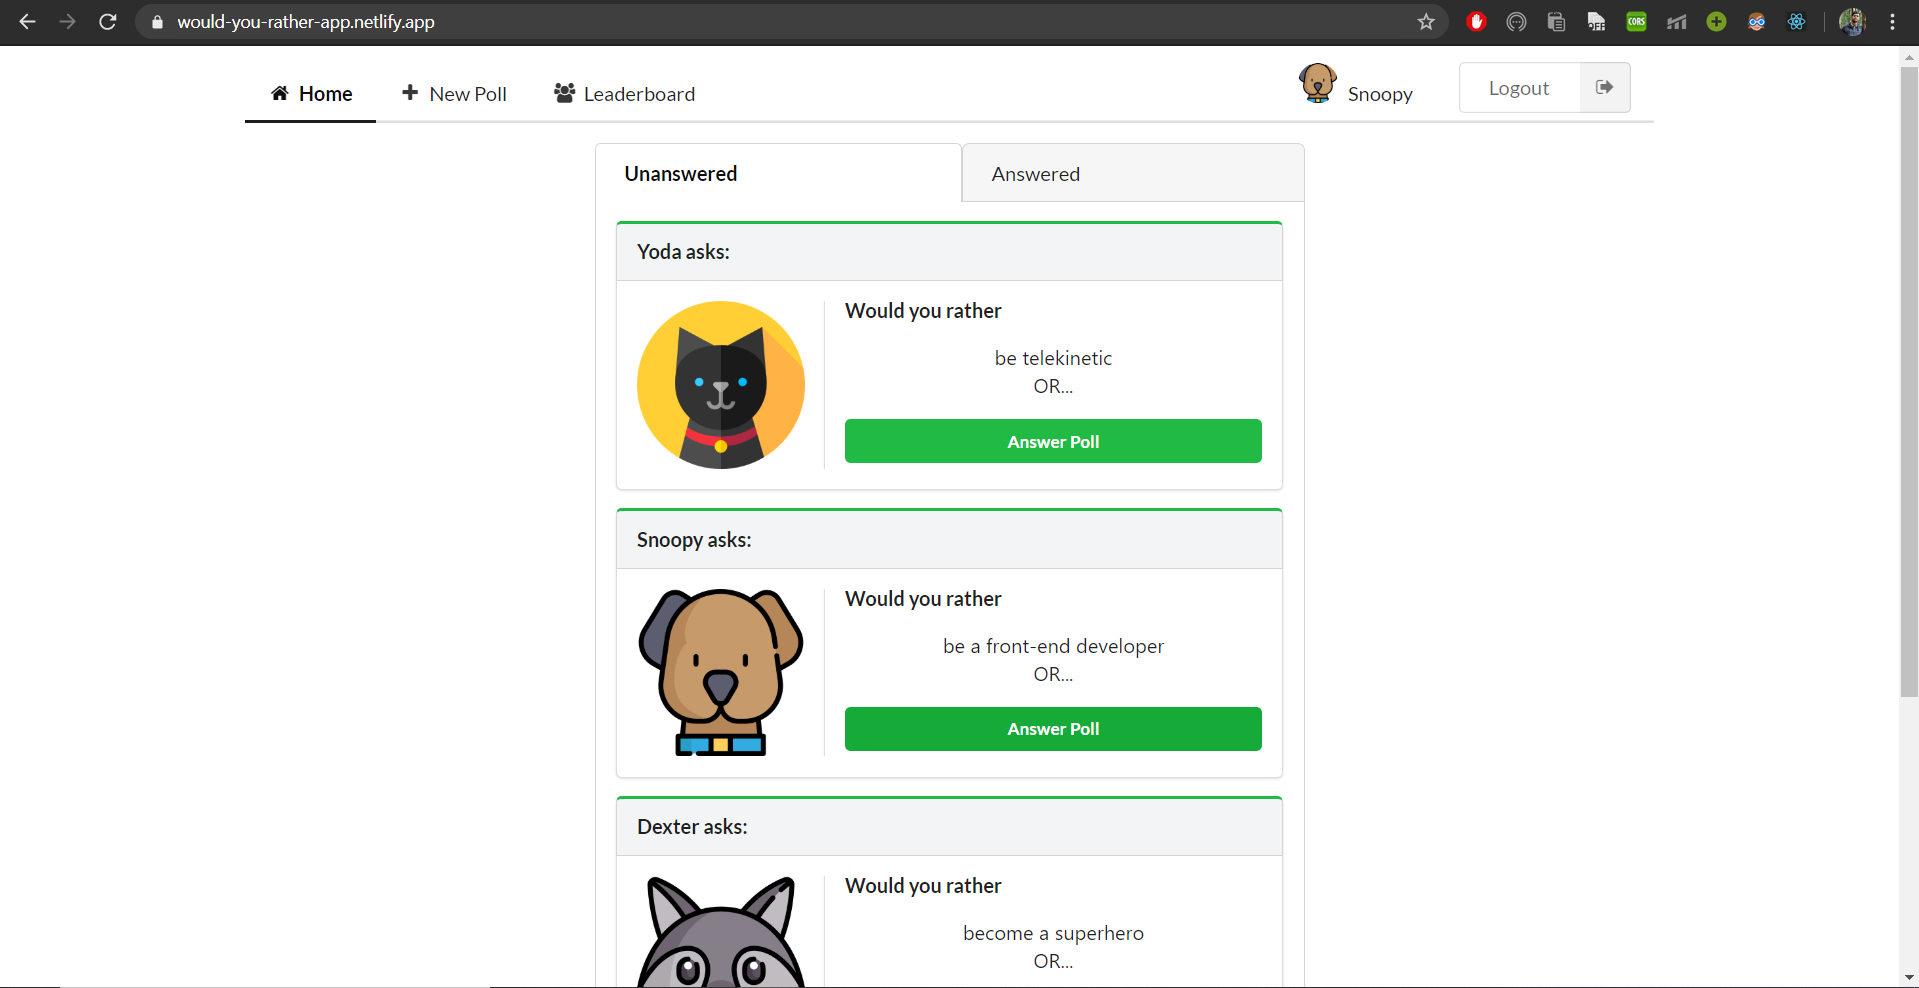 would-you-rather-app.netlify.app
OFF
CORS
Home
New Poll
Leaderboard
Snoopy
Logout
Unanswered
Answered
Yoda asks:
Would you rather
be telekinetic
OR...
Answer Poll
Snoopy asks:
Would you rather
be a front-end developer
OR...
Answer Poll
Dexter asks:
Would you rather
become a superhero
OR...